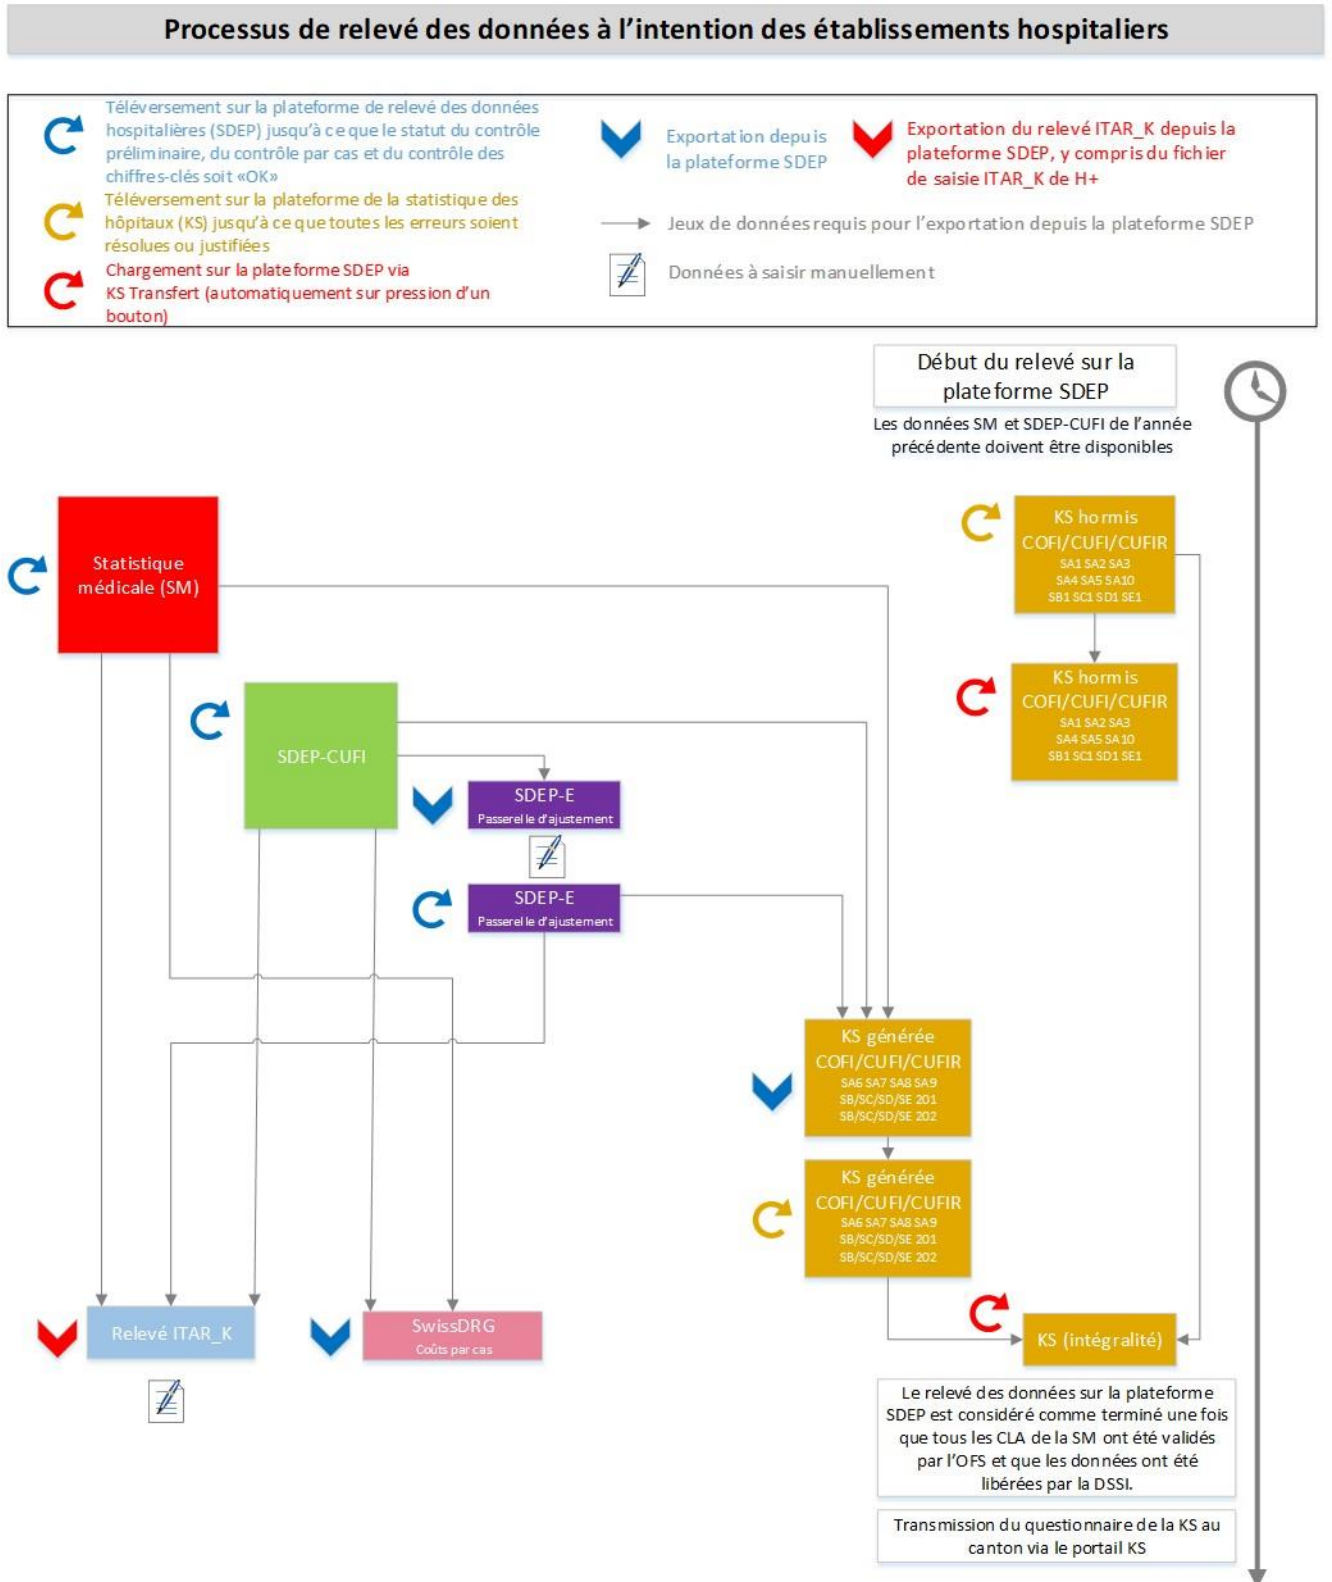 Processus de relevé des données à l'intention des établissements hospitaliers
Téléversement sur la plateforme de relevé des données
hospitalières (SDEP) jusqu'à ce que le statut du contrôle
préliminaire, du contrôle par cas et du contrôle des
chiffres-clés soit «OK»
Téléversement sur la plateforme de la statistique des
hôpitaux (KS) jusqu'à ce que toutes les erreurs soient
résolues ou justifiées
Chargement sur la plateforme SDEP via
KS Transfert (automatiquement sur pression d'un
bouton)
Exportation depuis
la plateforme SDEP
Exportation du relevé ITAR_K depuis la
plateforme SDEP, y compris du fichier
de saisie ITAR_K de H+
Jeux de données requis pour l'exportation depuis la plateforme SDEP
Données à saisir manuellement
Début du relevé sur la
plateforme SDEP
Les données SM et SDEP-CUFI de l'année
précédente doivent être disponibles
Statistique
médicale (SM)
KS hormis
COFI/CUFI/CUFIR
SA1 SA2 SA3
SA4 SA5 SA10
SB1 SC1 SD1 SE1
KS hormis
COFI/CUFI/CUFIR
SA1 SA2 SA3
SA4 SA5 SA10
SB1 SC1 SD1 SE1
SDEP-CUFI
SDEP-E
Passerelle d'ajustement
SDEP-E
Passerelle d'ajustement
KS générée
COFI/CUFI/CUFIR
SA6 SA7 SA8 SA9
SB/SC/SD/SE 201
SB/SC/SD/SE 202
KS générée
COFI/CUFI/CUFIR
SA6 SA7 SA8 SA9
SB/SC/SD/SE 201
SB/SC/SD/SE 202
Relevé ITAR_K
SwissDRG
Coûts par cas
KS (intégralité)
Le relevé des données sur la plateforme
SDEP est considéré comme terminé une fois
que tous les CLA de la SM ont été validés
par l'OFS et que les données ont été
libérées par la DSSI.
Transmission du questionnaire de la KS au
canton via le portail KS